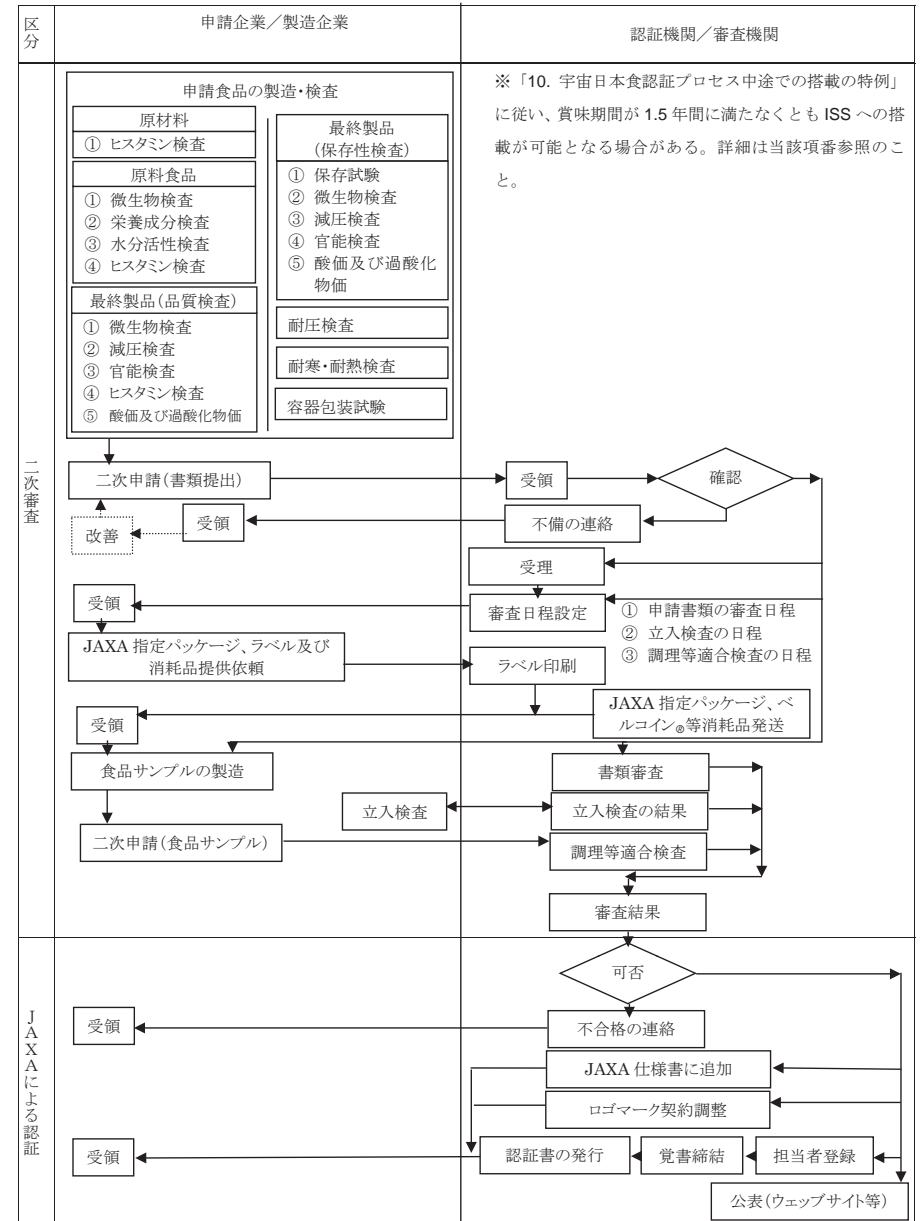 区分
申請企業／製造企業
認証機関／審査機関
二次審査
申請食品の製造・検査
原材料
① ヒスタミン検査
原料食品
① 微生物検査
② 栄養成分検査
③ 水分活性検査
④ ヒスタミン検査
最終製品（品質検査）
① 微生物検査
② 減圧検査
③ 官能検査
④ ヒスタミン検査
⑤ 酸価及び過酸化物価
最終製品
（保存性検査）
① 保存試験
② 微生物検査
③ 減圧検査
④ 官能検査
⑤ 酸価及び過酸化
物価
耐圧検査
耐寒・耐熱検査
容器包装試験
※「10. 宇宙日本食認証プロセス中途での搭載の特例」
に従い、賞味期間が 1.5 年間に満たなくとも ISS への搭
載が可能となる場合がある。詳細は当該項番参照のこ
と。
二次申請（書類提出）
受領
確認
改善
受領
不備の連絡
受理
受領
審査日程設定
① 申請書類の審査日程
② 立入検査の日程
③ 調理等適合検査の日程
JAXA 指定パッケージ、ラベル及び
消耗品提供依頼
ラベル印刷
JAXA 指定パッケージ、ベ
ルコイン®等消耗品発送
受領
食品サンプルの製造
書類審査
立入検査
立入検査の結果
二次申請（食品サンプル）
調理等適合検査
審査結果
JAXAによる認証
可否
受領
不合格の連絡
JAXA 仕様書に追加
ロゴマーク契約調整
受領
認証書の発行
覚書締結
担当者登録
公表（ウェッブサイト等）